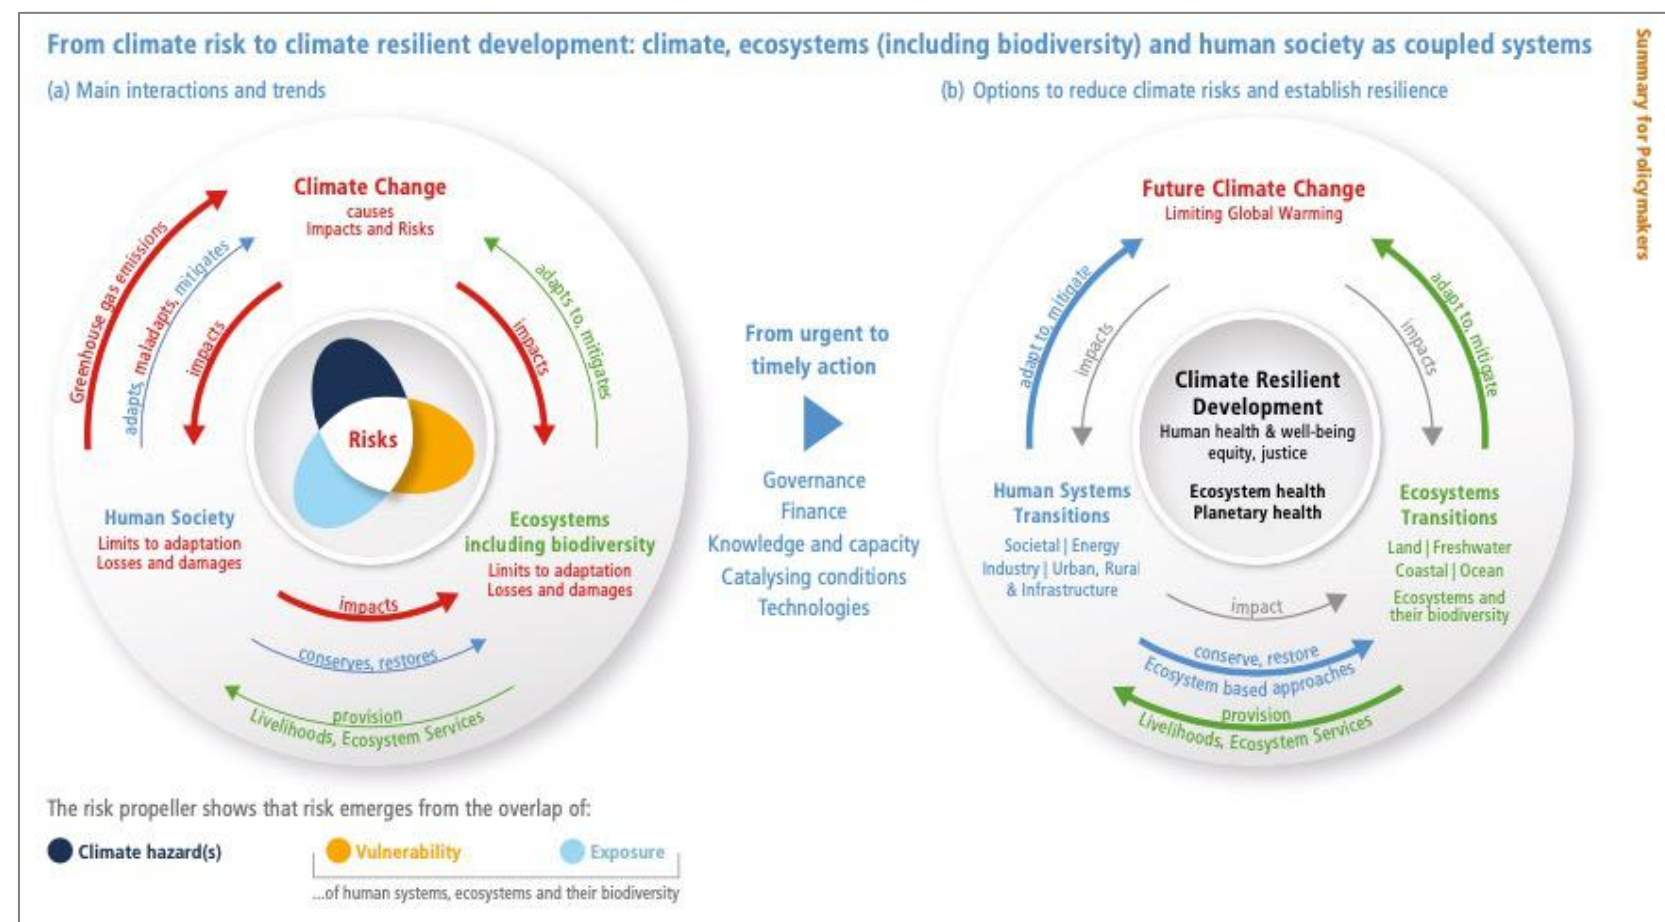 From climate risk to climate resilient development: climate, ecosystems (including biodiversity) and human society as coupled systems
(a) Main interactions and trends
(b) Options to reduce climate risks and establish resilience
Summary for Policymakers
Climate Change
causes
Impacts and Risks
Greenhouse gas emissions
adapts, maladapts, mitigates
impacts
impacts
adapts to, mitigates
Risks
Human Society
Limits to adaptation
Losses and damages
Ecosystems
including biodiversity
Limits to adaptation
Losses and damages
impacts
conserves, restores
provision
Livelihoods, Ecosystem Services
From urgent to
timely action
Governance
Finance
Knowledge and capacity
Catalysing conditions
Technologies
Future Climate Change
Limiting Global Warming
adapt to, mitigate
impacts
impacts
adapt to, mitigate
Climate Resilient
Development
Human health & well-being
equity, justice
Ecosystem health
Planetary health
Human Systems
Transitions
Societal | Energy
Industry | Urban, Rural
& Infrastructure
Ecosystems
Transitions
Land | Freshwater
Coastal | Ocean
Ecosystems and
their biodiversity
impact
conserve, restore
Ecosystem based approaches
provision
Livelihoods, Ecosystem Services
The risk propeller shows that risk emerges from the overlap of:
Climate hazard(s)
Vulnerability
Exposure
...of human systems, ecosystems and their biodiversity